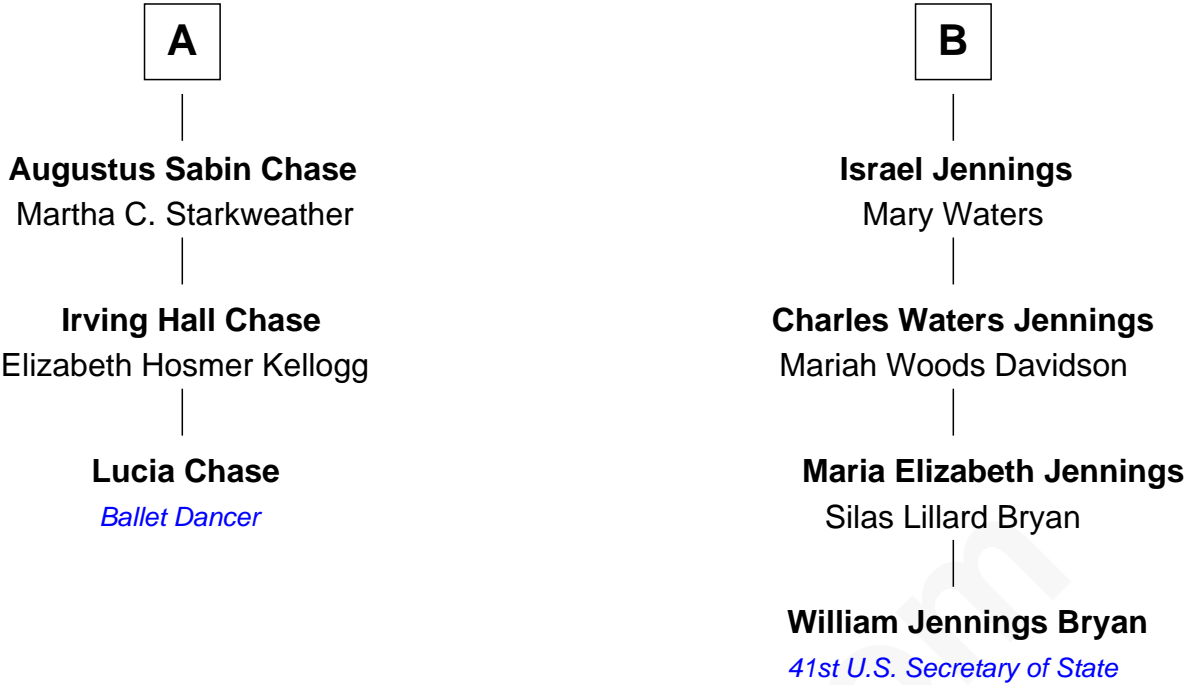 A
Augustus Sabin Chase
Martha C. Starkweather
Irving Hall Chase
Elizabeth Hosmer Kellogg
Lucia Chase
Ballet Dancer
B
Israel Jennings
Mary Waters
Charles Waters Jennings
Mariah Woods Davidson
Maria Elizabeth Jennings
Silas Lillard Bryan
William Jennings Bryan
41st U.S. Secretary of State